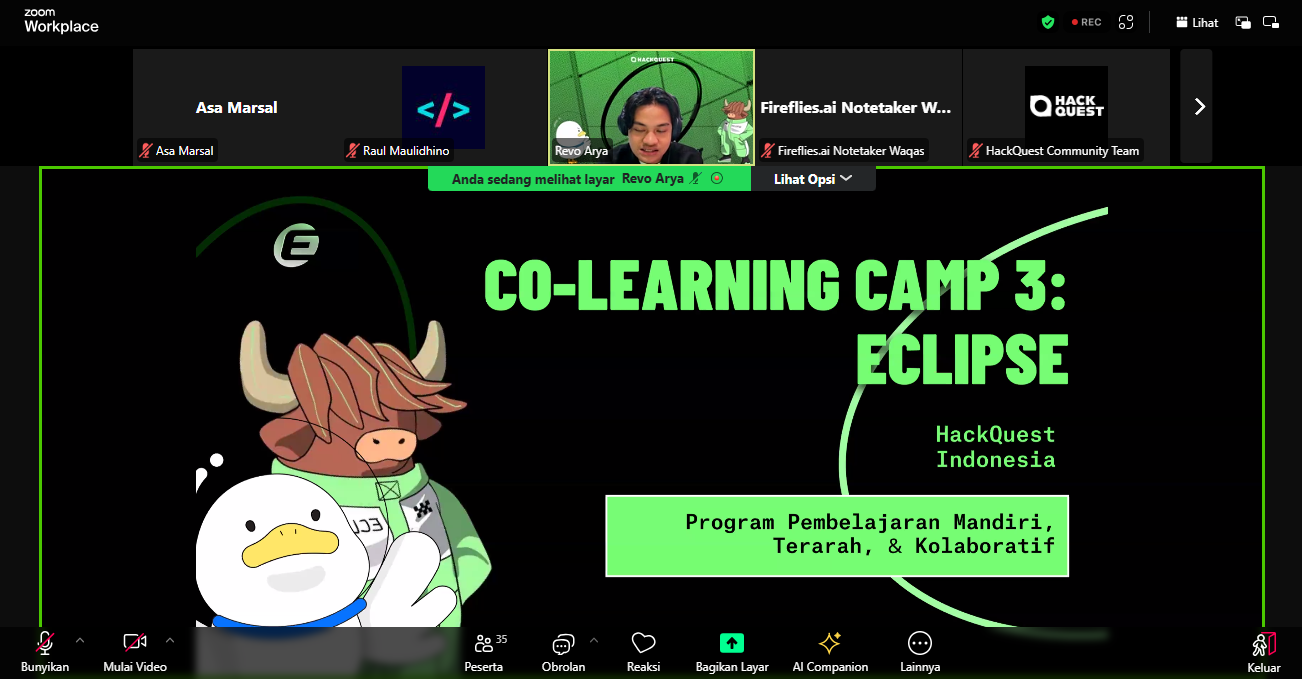 zoom
Workplace
REC
Lihat
Asa Marsal
Asa Marsal
</>
Raul Maulidhino
HACKQUEST
Revo Arya
Fireflies.ai Notetaker W...
Fireflies.ai Notetaker Waqas
HACK
QUEST
HackQuest Community Team
Anda sedang melihat layar Revo Arya
Lihat Opsi
CO-LEARNING CAMP 3:
ECLIPSE
HackQuest
Indonesia
Program Pembelajaran Mandiri,
Terarah, & Kolaboratif
Bunyikan
Mulai Video
35
Peserta
Obrolan
Reaksi
Bagikan Layar
AI Companion
Lainnya
Keluar